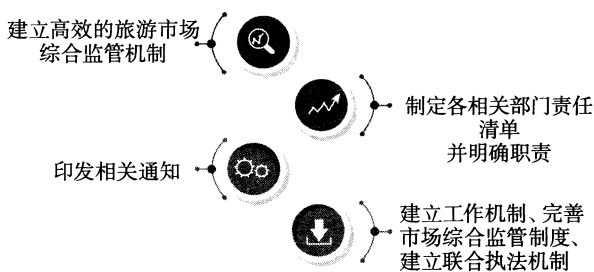 建立高效的旅游市场
综合监管机制
制定各相关部门责任
清单
并明确职责
印发相关通知
建立工作机制、完善
市场综合监管制度、
建立联合执法机制